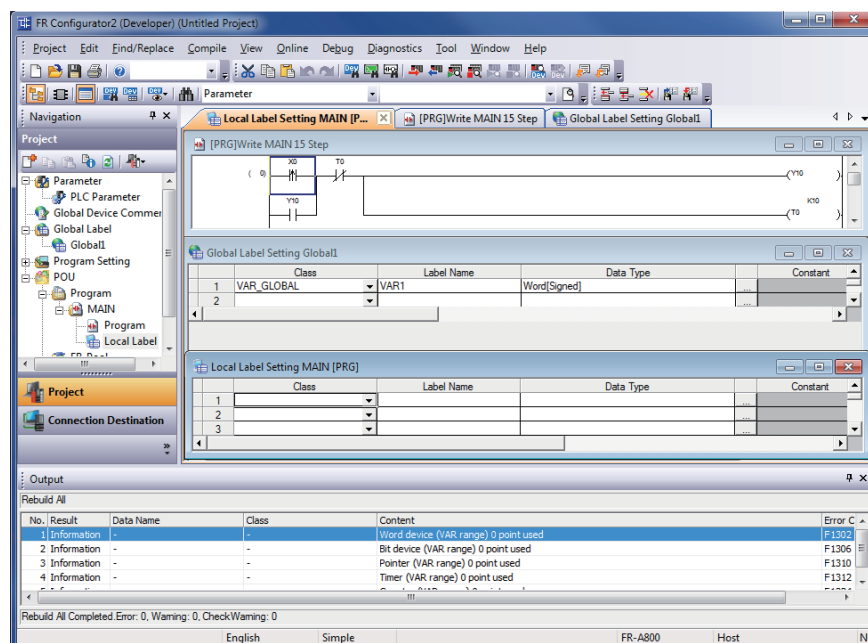 FR Configurator2 (Developer) (Untitled Project)
Project Edit Find/Replace Compile View Online Debug Diagnostics Tool Window Help
Parameter
Navigation
Local Label Setting MAIN [P... [PRG]Write MAIN 15 Step Global Label Setting Global1
Project
Parameter
PLC Parameter
Global Device Commer
Global Label
Global1
Program Setting
POU
Program
MAIN
Program
Local Label
Project
Connection Destination
[PRG]Write MAIN 15 Step
X0 T0
( 0) (Y10 )
Y10 K10
(T0 )
Global Label Setting Global1
Class Label Name Data Type Constant
1 VAR_GLOBAL VAR1 Word[Signed] ...
2 ...
Local Label Setting MAIN [PRG]
Class Label Name Data Type Constant
1 ...
2 ...
3 ...
Output
Rebuild All
No. Result Data Name Class Content Error C
1 Information - - Word device (VAR range) 0 point used F1302
2 Information - - Bit device (VAR range) 0 point used F1306
3 Information - - Pointer (VAR range) 0 point used F1310
4 Information - - Timer (VAR range) 0 point used F1312
Rebuild All Completed.Error: 0, Warning: 0, CheckWarning: 0
English Simple FR-A800 Host N